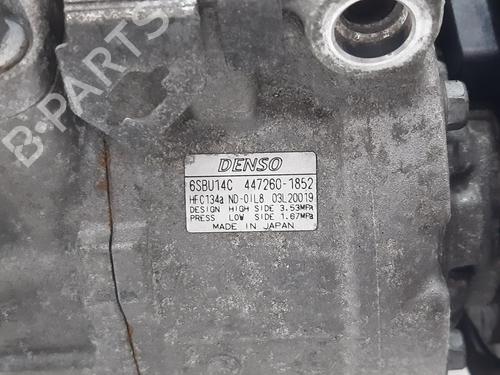 B-PARTS
DENSO
6SBU14C 447260-1852
HFC134a ND-OIL8 03L20019
DESIGN HIGH SIDE 3.53MPa
PRESS LOW SIDE 1.67MPa
MADE IN JAPAN